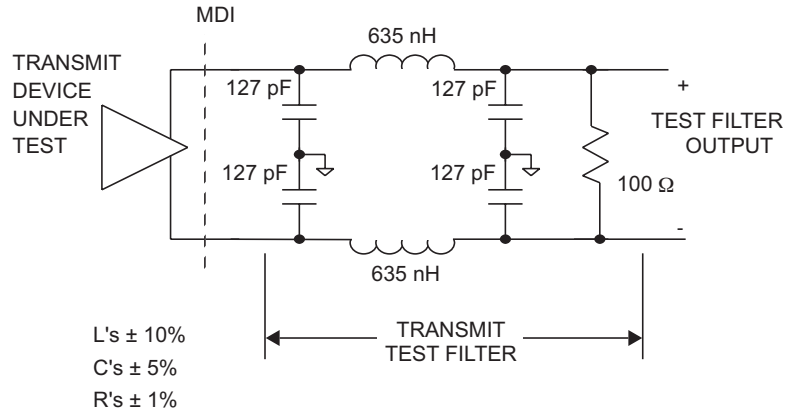 MDI
635 nH
TRANSMIT
DEVICE
UNDER
TEST
127 pF
127 pF
+
TEST FILTER
OUTPUT
127 pF
127 pF
100 Ω
-
635 nH
L's ± 10%
C's ± 5%
R's ± 1%
TRANSMIT
TEST FILTER